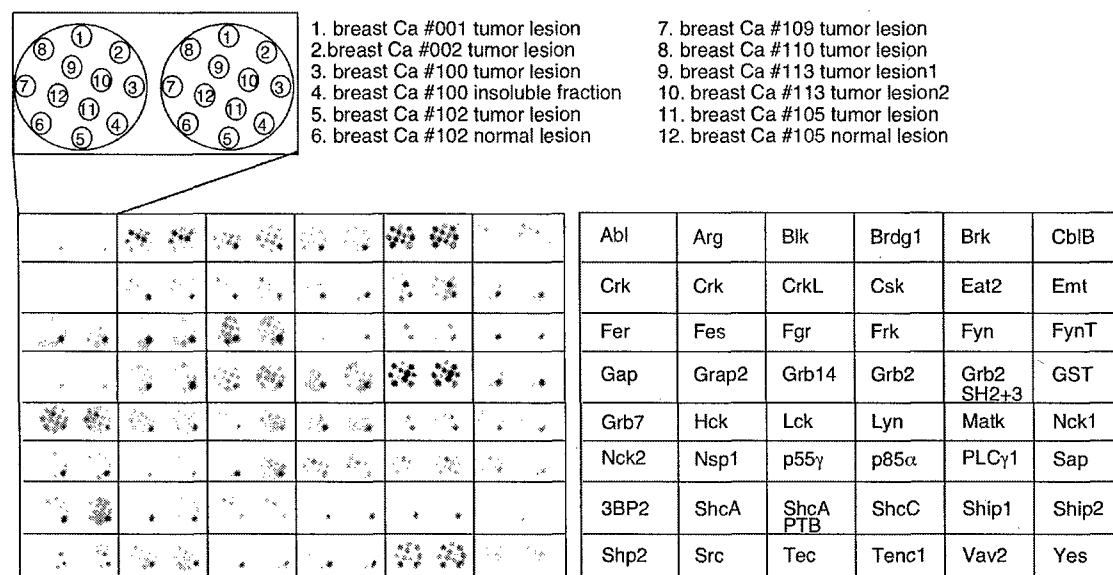 1. breast Ca #001 tumor lesion
2.breast Ca #002 tumor lesion
3. breast Ca #100 tumor lesion
4. breast Ca #100 insoluble fraction
5. breast Ca #102 tumor lesion
6. breast Ca #102 normal lesion
7. breast Ca #109 tumor lesion
8. breast Ca #110 tumor lesion
9. breast Ca #113 tumor lesion1
10. breast Ca #113 tumor lesion2
11. breast Ca #105 tumor lesion
12. breast Ca #105 normal lesion
1 2 3 4 5 6 7 8 9 10 11 12
1 2 3 4 5 6 7 8 9 10 11 12
Abl Arg Blk Brdg1 Brk CblB
Crk Crk CrkL Csk Eat2 Emt
Fer Fes Fgr Frk Fyn FynT
Gap Grap2 Grb14 Grb2 Grb2 SH2+3 GST
Grb7 Hck Lck Lyn Matk Nck1
Nck2 Nsp1 p55γ p85α PLCγ1 Sap
3BP2 ShcA ShcA PTB ShcC Ship1 Ship2
Shp2 Src Tec Tenc1 Vav2 Yes